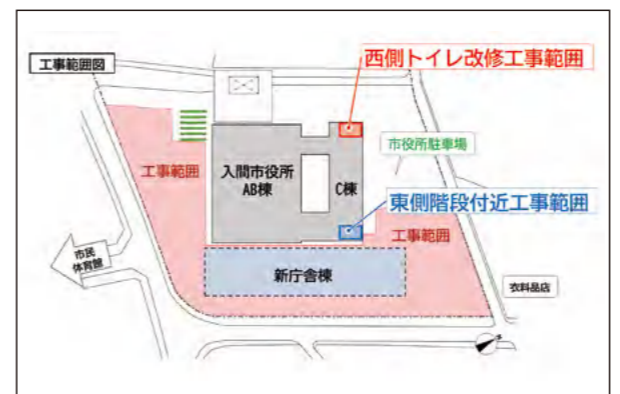 工事範囲図
西側トイレ改修工事範囲
市役所駐車場
工事範囲
入間市役所
AB棟
C棟
東側階段付近工事範囲
工事範囲
市民
体育館
新庁舎棟
衣料品店